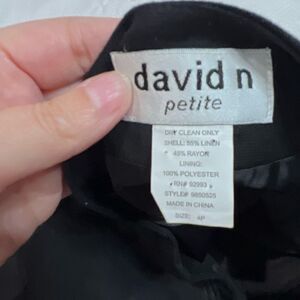 david n
petite
DRY CLEAN ONLY
SHELL: 55% LINEN
45% RAYON
LINING:
100% POLYESTER
RN# 92993
STYLE# 9850525
MADE IN CHINA
SIZE: 4P